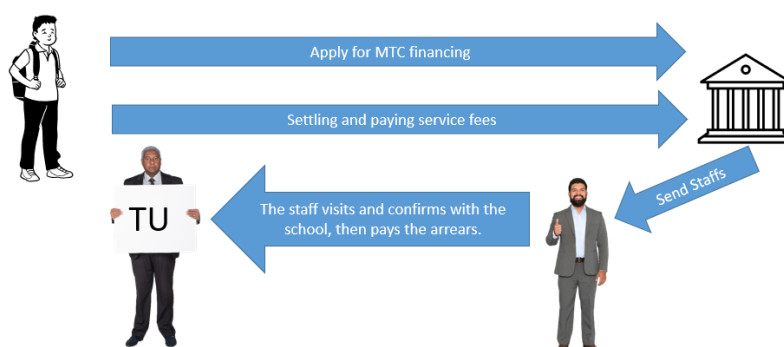 Apply for MTC financing
Settling and paying service fees
Send Staffs
The staff visits and confirms with the
school, then pays the arrears.
TU